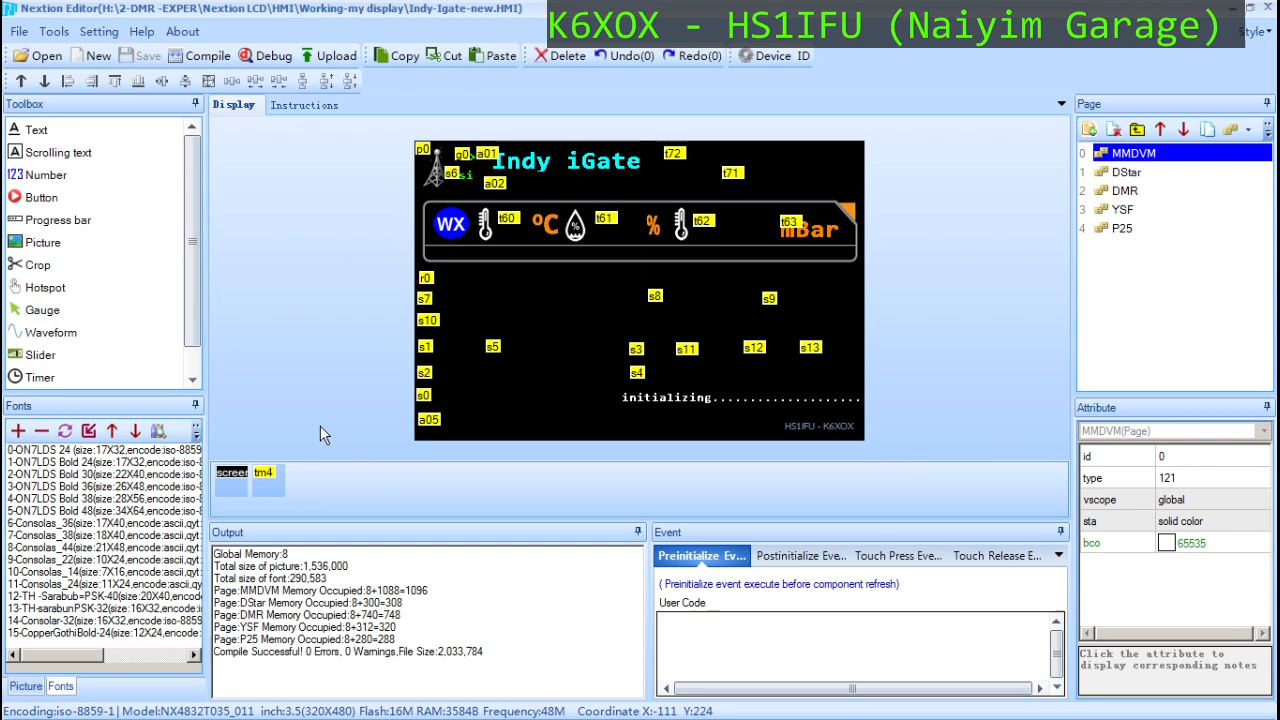 Nextion Editor(H:\2-DMR -EXPER\Nextion LCD\HMI\Working-my display\Indy-Igate-new.HMI)
K6XOX - HS1IFU (Naiyim Garage)
File Tools Setting Help About
Style
Open New Save Compile Debug Upload Copy Cut Paste Delete Undo(0) Redo(0) Device ID
Toolbox
Text
Scrolling text
123 Number
Button
Progress bar
Picture
Crop
Hotspot
Gauge
Waveform
Slider
Timer
Fonts
0-ON7LDS 24 (size:17X32,encode:iso-8859
1-ON7LDS Bold 24(size:17X32,encode:iso-8
2-ON7LDS Bold 30(size:22X40,encode:iso-8
3-ON7LDS Bold 36(size:26X48,encode:iso-8
4-ON7LDS Bold 48(size:28X56,encode:iso-8
5-ON7LDS Bold 48(size:34X64,encode:iso-8
6-Consolas_36(size:17X40,encode:ascii,qyt:
7-Consolas_38(size:18X40,encode:ascii,qyt:
8-Consolas_44(size:21X48,encode:ascii,qyt:
9-Consolas_22(size:10X24,encode:ascii,qyt:
10-Consolas_14(size:7X16,encode:ascii,qyt:
11-Consolas_24(size:11X24,encode:ascii,qyt
12-TH -Sarabub=PSK-40(size:20X40,encod
13-TH-sarabunPSK-32(size:16X32,encode:a
14-Consolar-32(size:16X32,encode:ascii,qyt
15-CopperGothiBold-24(size:12X24,encode:
Picture Fonts
Display Instructions
p0 g0 a01 Indy iGate t72
s6 si a02 t71
WX t60 ºC % t61 % t62 t63 mBar
r0
s7 s8 s9
s10
s1 s5 s3 s11 s12 s13
s2 s4
s0 initializing....................
a05 HS1IFU - K6XOX
screen tm4
Output
Global Memory:8
Total size of picture:1,536,000
Total size of font:290,583
Page:MMDVM Memory Occupied:8+1088=1096
Page:DStar Memory Occupied:8+300=308
Page:DMR Memory Occupied:8+740=748
Page:YSF Memory Occupied:8+312=320
Page:P25 Memory Occupied:8+280=288
Compile Successful! 0 Errors, 0 Warnings,File Size:2,033,784
Event
Preinitialize Ev... Postinitialize Eve... Touch Press Eve... Touch Release E...
( Preinitialize event execute before component refresh)
User Code
Page
0 MMDVM
1 DStar
2 DMR
3 YSF
4 P25
Attribute
MMDVM(Page)
id 0
type 121
vscope global
sta solid color
bco 65535
Click the attribute to
display corresponding notes
Encoding:iso-8859-1 Model:NX4832T035_011 inch:3.5(320X480) Flash:16M RAM:3584B Frequency:48M Coordinate X:-111 Y:224